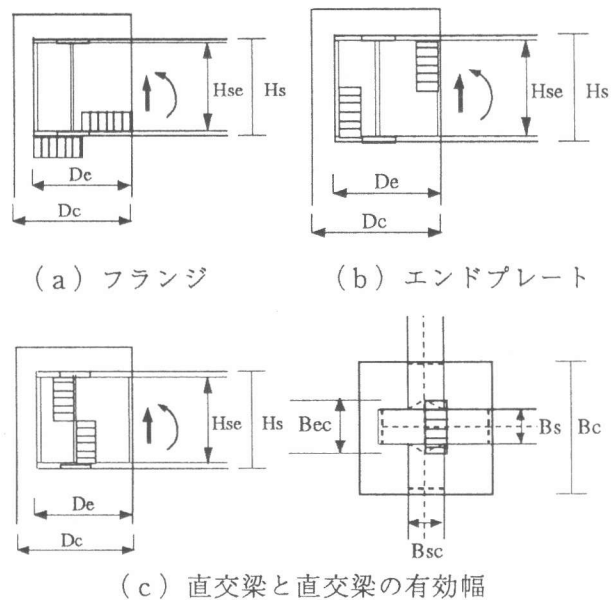 Hse Hs
De
Dc
(a) フランジ
Hse Hs
De
Dc
(b) エンドプレート
Hse Hs
De
Dc
Bec Bs Bc
Bsc
(c) 直交梁と直交梁の有効幅